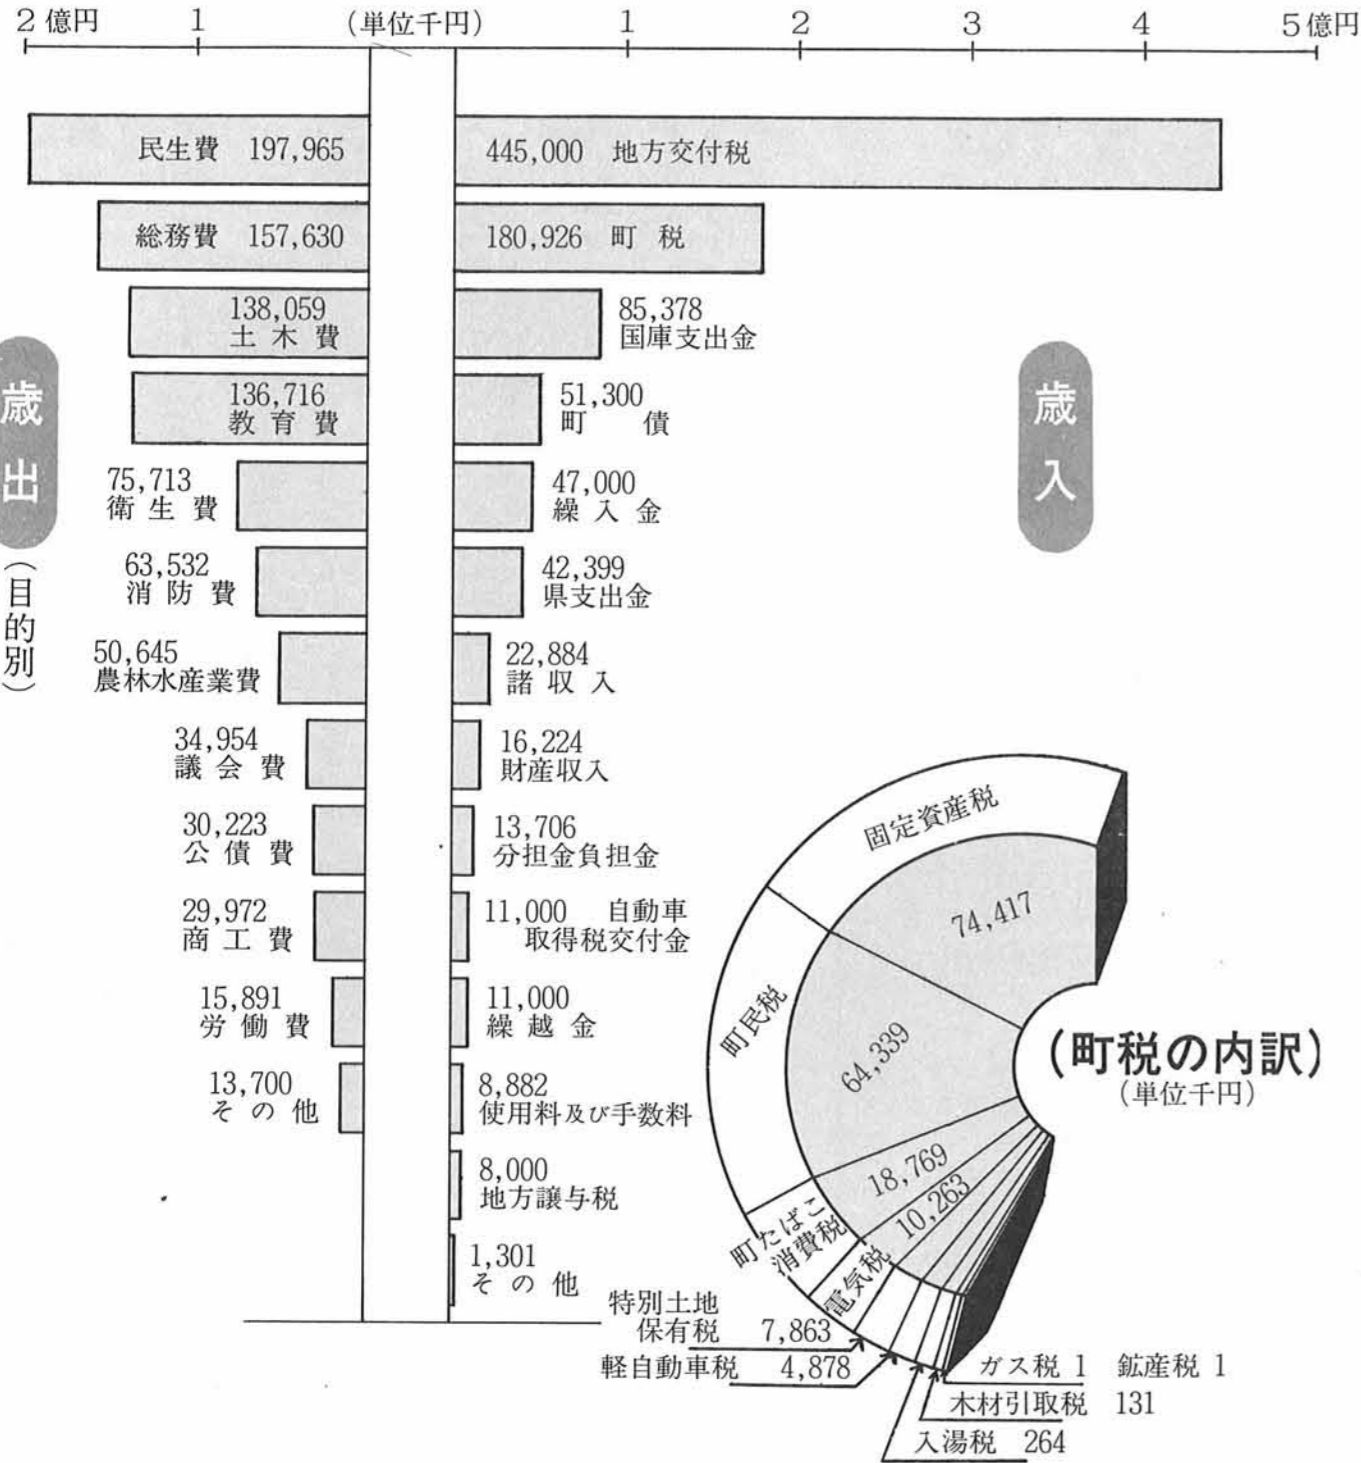 2億円 1 (単位千円) 1 2 3 4 5億円
歳出
(目的別)
民生費 197,965
総務費 157,630
138,059
土木費
136,716
教育費
75,713
衛生費
63,532
消防費
50,645
農林水産業費
34,954
議会費
30,223
公債費
29,972
商工費
15,891
労働費
13,700
その他
歳入
445,000 地方交付税
180,926 町税
85,378
国庫支出金
51,300
町債
47,000
繰入金
42,399
県支出金
22,884
諸収入
16,224
財産収入
13,706
分担金負担金
11,000 自動車
取得税交付金
11,000
繰越金
8,882
使用料及び手数料
8,000
地方譲与税
1,301
その他
(町税の内訳)
(単位千円)
固定資産税
74,417
町民税
64,339
町たばこ
消費税
18,769
電気税
10,263
特別土地
保有税 7,863
軽自動車税 4,878
ガス税 1 鉱産税 1
木材引取税 131
入湯税 264